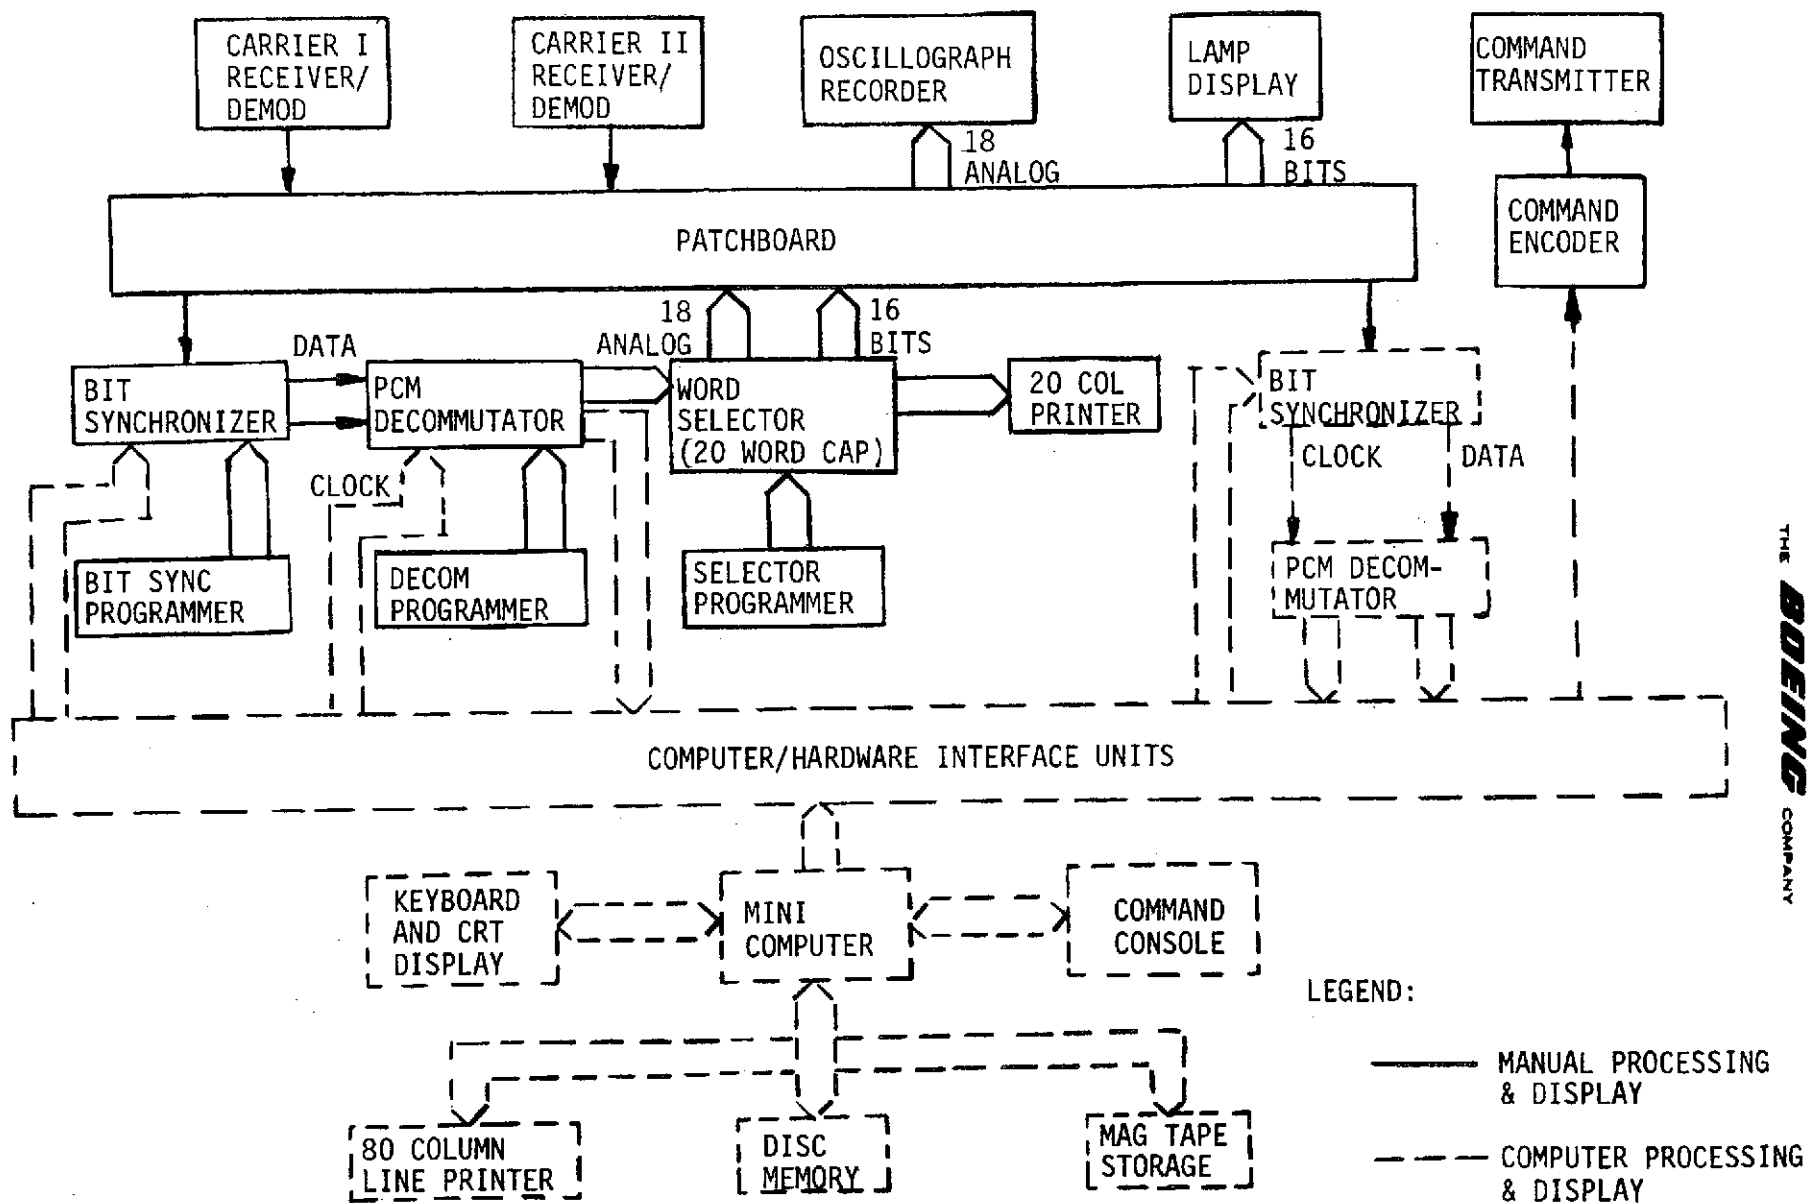 CARRIER I
RECEIVER/
DEMOD
CARRIER II
RECEIVER/
DEMOD
OSCILLOGRAPH
RECORDER
LAMP
DISPLAY
COMMAND
TRANSMITTER
18
ANALOG
16
BITS
PATCHBOARD
COMMAND
ENCODER
18
ANALOG
16
BITS
DATA
BIT
SYNCHRONIZER
PCM
DECOMMUTATOR
WORD
SELECTOR
(20 WORD CAP)
20 COL
PRINTER
BIT
SYNCHRONIZER
CLOCK
CLOCK
DATA
BIT SYNC
PROGRAMMER
DECOM
PROGRAMMER
SELECTOR
PROGRAMMER
PCM DECOM-
MUTATOR
COMPUTER/HARDWARE INTERFACE UNITS
THE BOEING COMPANY
KEYBOARD
AND CRT
DISPLAY
MINI
COMPUTER
COMMAND
CONSOLE
80 COLUMN
LINE PRINTER
DISC
MEMORY
MAG TAPE
STORAGE
LEGEND:
MANUAL PROCESSING
& DISPLAY
COMPUTER PROCESSING
& DISPLAY